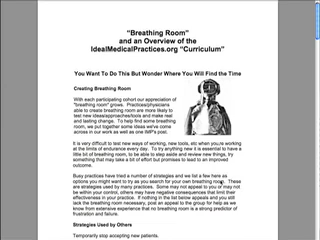 “Breathing Room”
and an Overview of the
IdealMedicalPractices.org “Curriculum”
You Want To Do This But Wonder Where You Will Find the Time
Creating Breathing Room
With each participating cohort our appreciation of
"breathing room" grows. Practices/physicians
able to create breathing room are more likely to
test new ideas/approaches/tools and make real
and lasting change. To help find some breathing
room, we put together some ideas we've come
across in our work as well as one IMP's post.
It is very difficult to test new ways of working, new tools, etc when you're working
at the limits of endurance every day. To try anything new it is essential to have a
little bit of breathing room, to be able to step aside and review new things, try
something that may take a bit of effort but promises to lead to an improved
outcome.
Busy practices have tried a number of strategies and we list a few here as
options you might want to try as you search for your own breathing room. These
are strategies used by many practices. Some may not appeal to you or may not
be within your control, others may have negative consequences that limit their
effectiveness in your practice. If nothing in the list below appeals and you still
lack the breathing room necessary, post an appeal to the group for help as we
know from extensive experience that no breathing room is a strong predictor of
frustration and failure.
Strategies Used by Others
Temporarily stop accepting new patients.